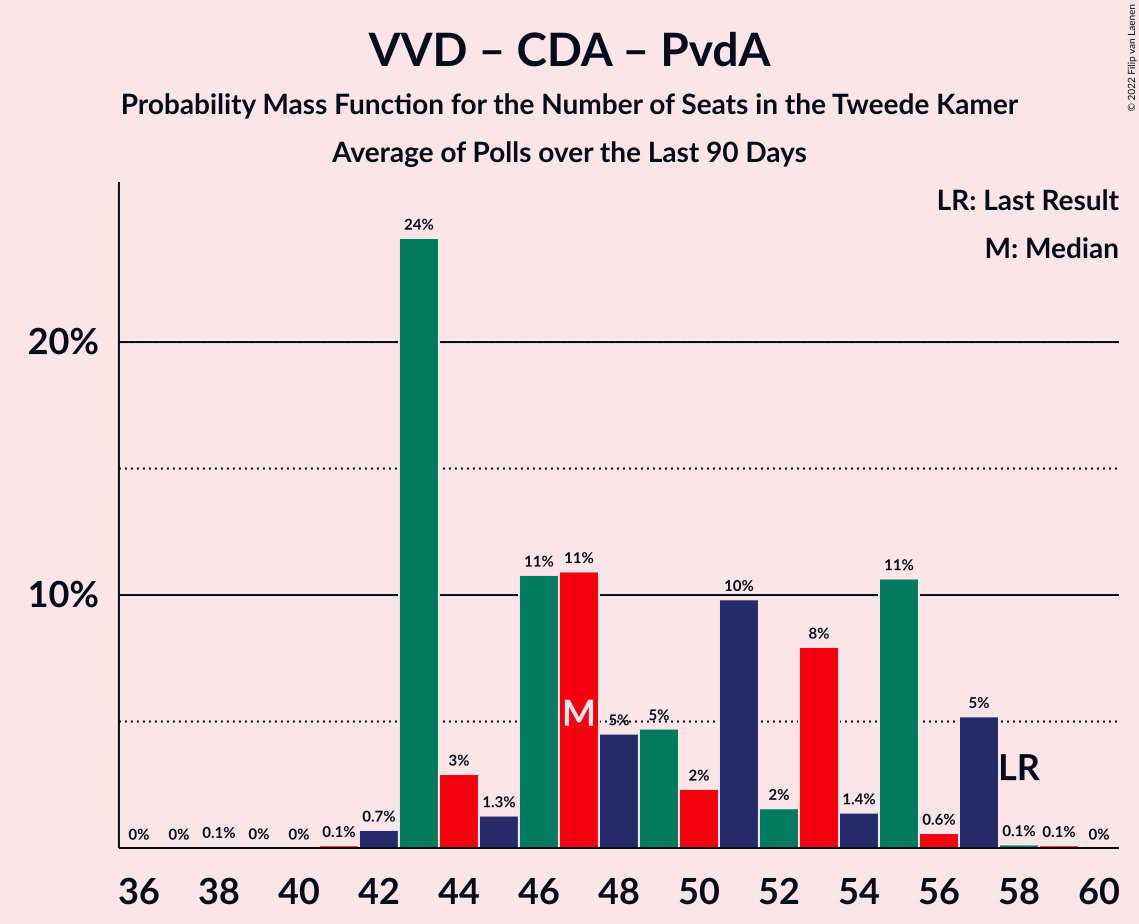 VVD – CDA – PvdA
Probability Mass Function for the Number of Seats in the Tweede Kamer
Average of Polls over the Last 90 Days
© 2022 Filip van Laenen
LR: Last Result
M: Median
20%
10%
0% 0% 0.1% 0% 0% 0.1% 0.7% 24% 3% 1.3% 11% 11% 5% 5% 2% 10% 2% 8% 1.4% 11% 0.6% 5% 0.1% 0.1% 0%
M
LR
36 38 40 42 44 46 48 50 52 54 56 58 60